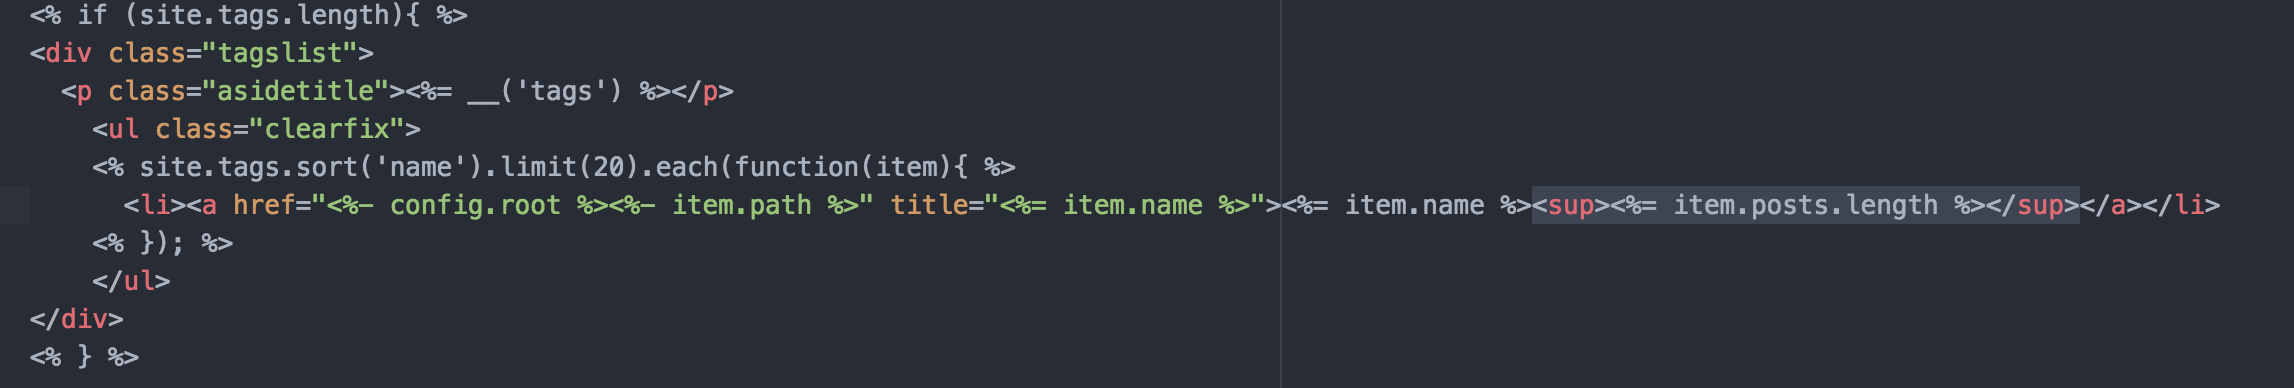 <% if (site.tags.length){ %>
<div class="tagslist">
  <p class="asidetitle"><%= __('tags') %></p>
    <ul class="clearfix">
    <% site.tags.sort('name').limit(20).each(function(item){ %>
      <li><a href="<%- config.root %><%- item.path %>" title="<%= item.name %>"><%= item.name %><sup><%= item.posts.length %></sup></a></li>
    <% }); %>
    </ul>
</div>
<% } %>